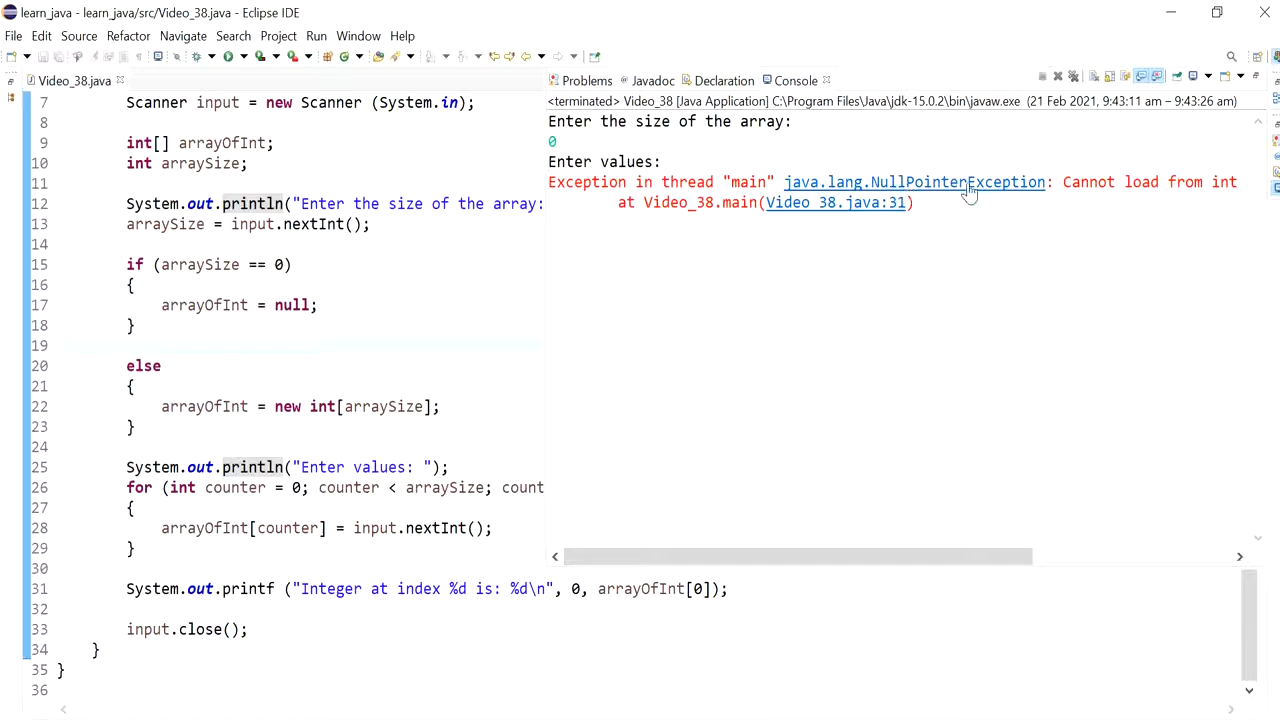 learn_java - learn_java/src/Video_38.java - Eclipse IDE
File Edit Source Refactor Navigate Search Project Run Window Help
Video_38.java
7 Scanner input = new Scanner (System.in);
8
9 int[] arrayOfInt;
10 int arraySize;
11
12 System.out.println("Enter the size of the array:
13 arraySize = input.nextInt();
14
15 if (arraySize == 0)
16 {
17 arrayOfInt = null;
18 }
19
20 else
21 {
22 arrayOfInt = new int[arraySize];
23 }
24
25 System.out.println("Enter values: ");
26 for (int counter = 0; counter < arraySize; count
27 {
28 arrayOfInt[counter] = input.nextInt();
29 }
30
31 System.out.printf ("Integer at index %d is: %d\n", 0, arrayOfInt[0]);
32
33 input.close();
34 }
35 }
36
Problems Javadoc Declaration Console
<terminated> Video_38 [Java Application] C:\Program Files\Java\jdk-15.0.2\bin\javaw.exe (21 Feb 2021, 9:43:11 am – 9:43:26 am)
Enter the size of the array:
0
Enter values:
Exception in thread "main" java.lang.NullPointerException: Cannot load from int
at Video_38.main(Video_38.java:31)